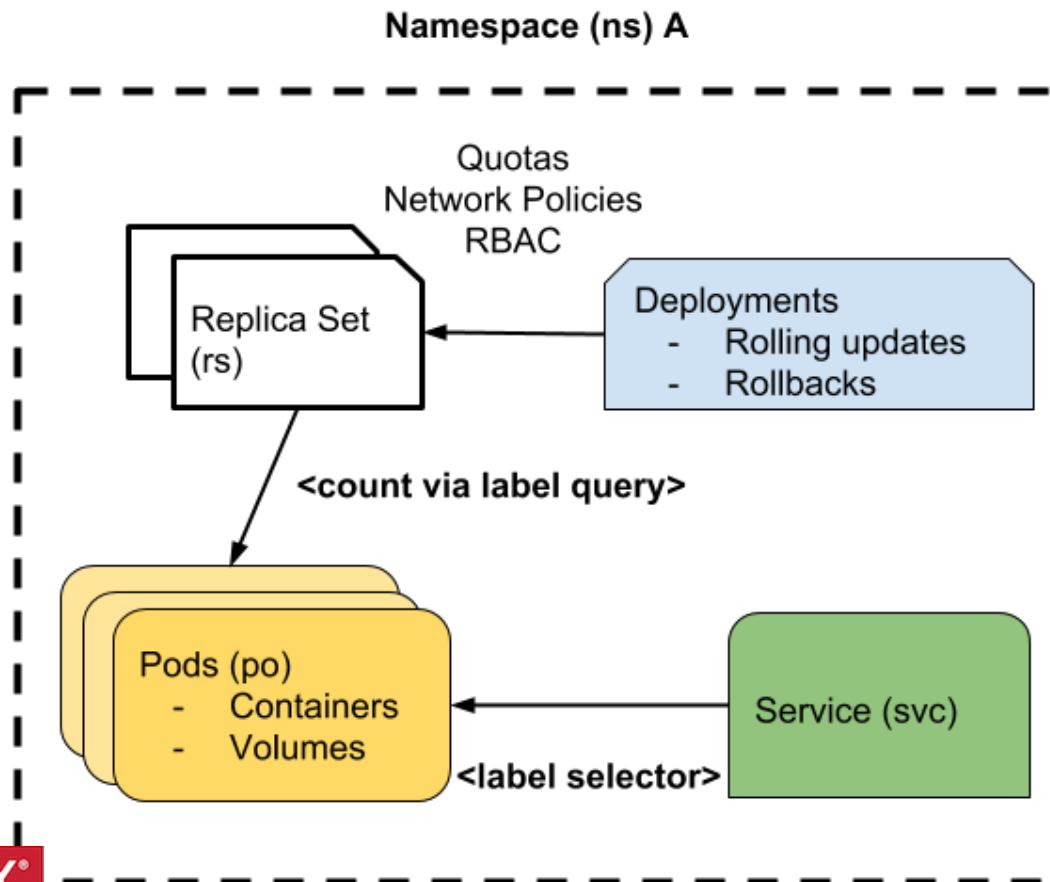 Namespace (ns) A
Quotas
Network Policies
RBAC
Replica Set
(rs)
Deployments
- Rolling updates
- Rollbacks
<count via label query>
Pods (po)
- Containers
- Volumes
Service (svc)
<label selector>